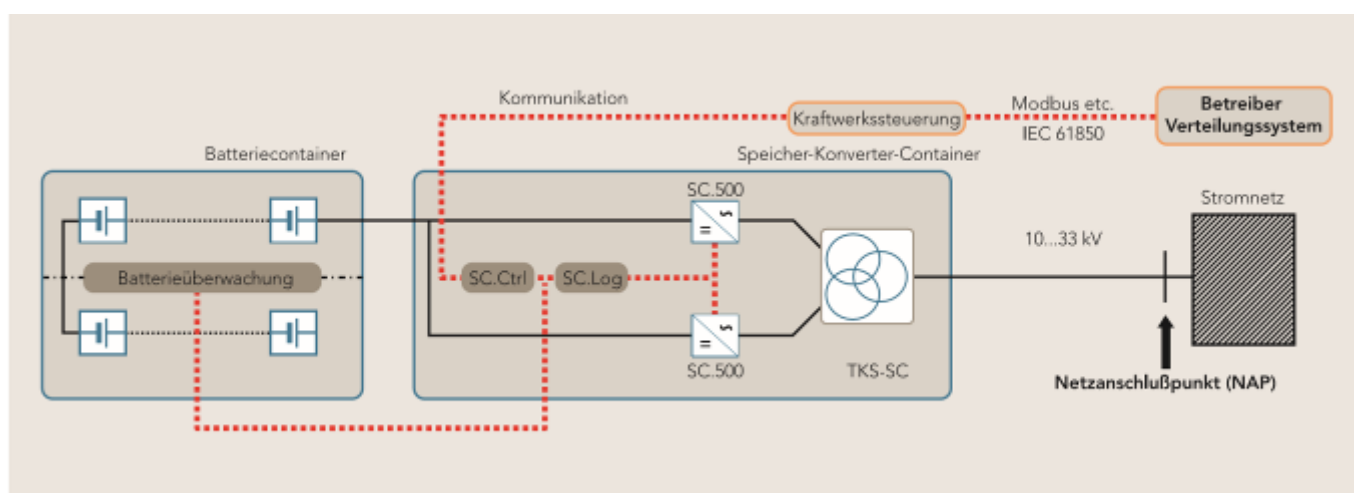 Kommunikation
Kraftwerkssteuerung
Modbus etc.
IEC 61850
Betreiber
Verteilungssystem
Batteriecontainer
Speicher-Konverter-Container
SC.500
Stromnetz
10...33 kV
Batterieüberwachung
SC.Ctrl
SC.Log
SC.500
TKS-SC
Netzanschlußpunkt (NAP)